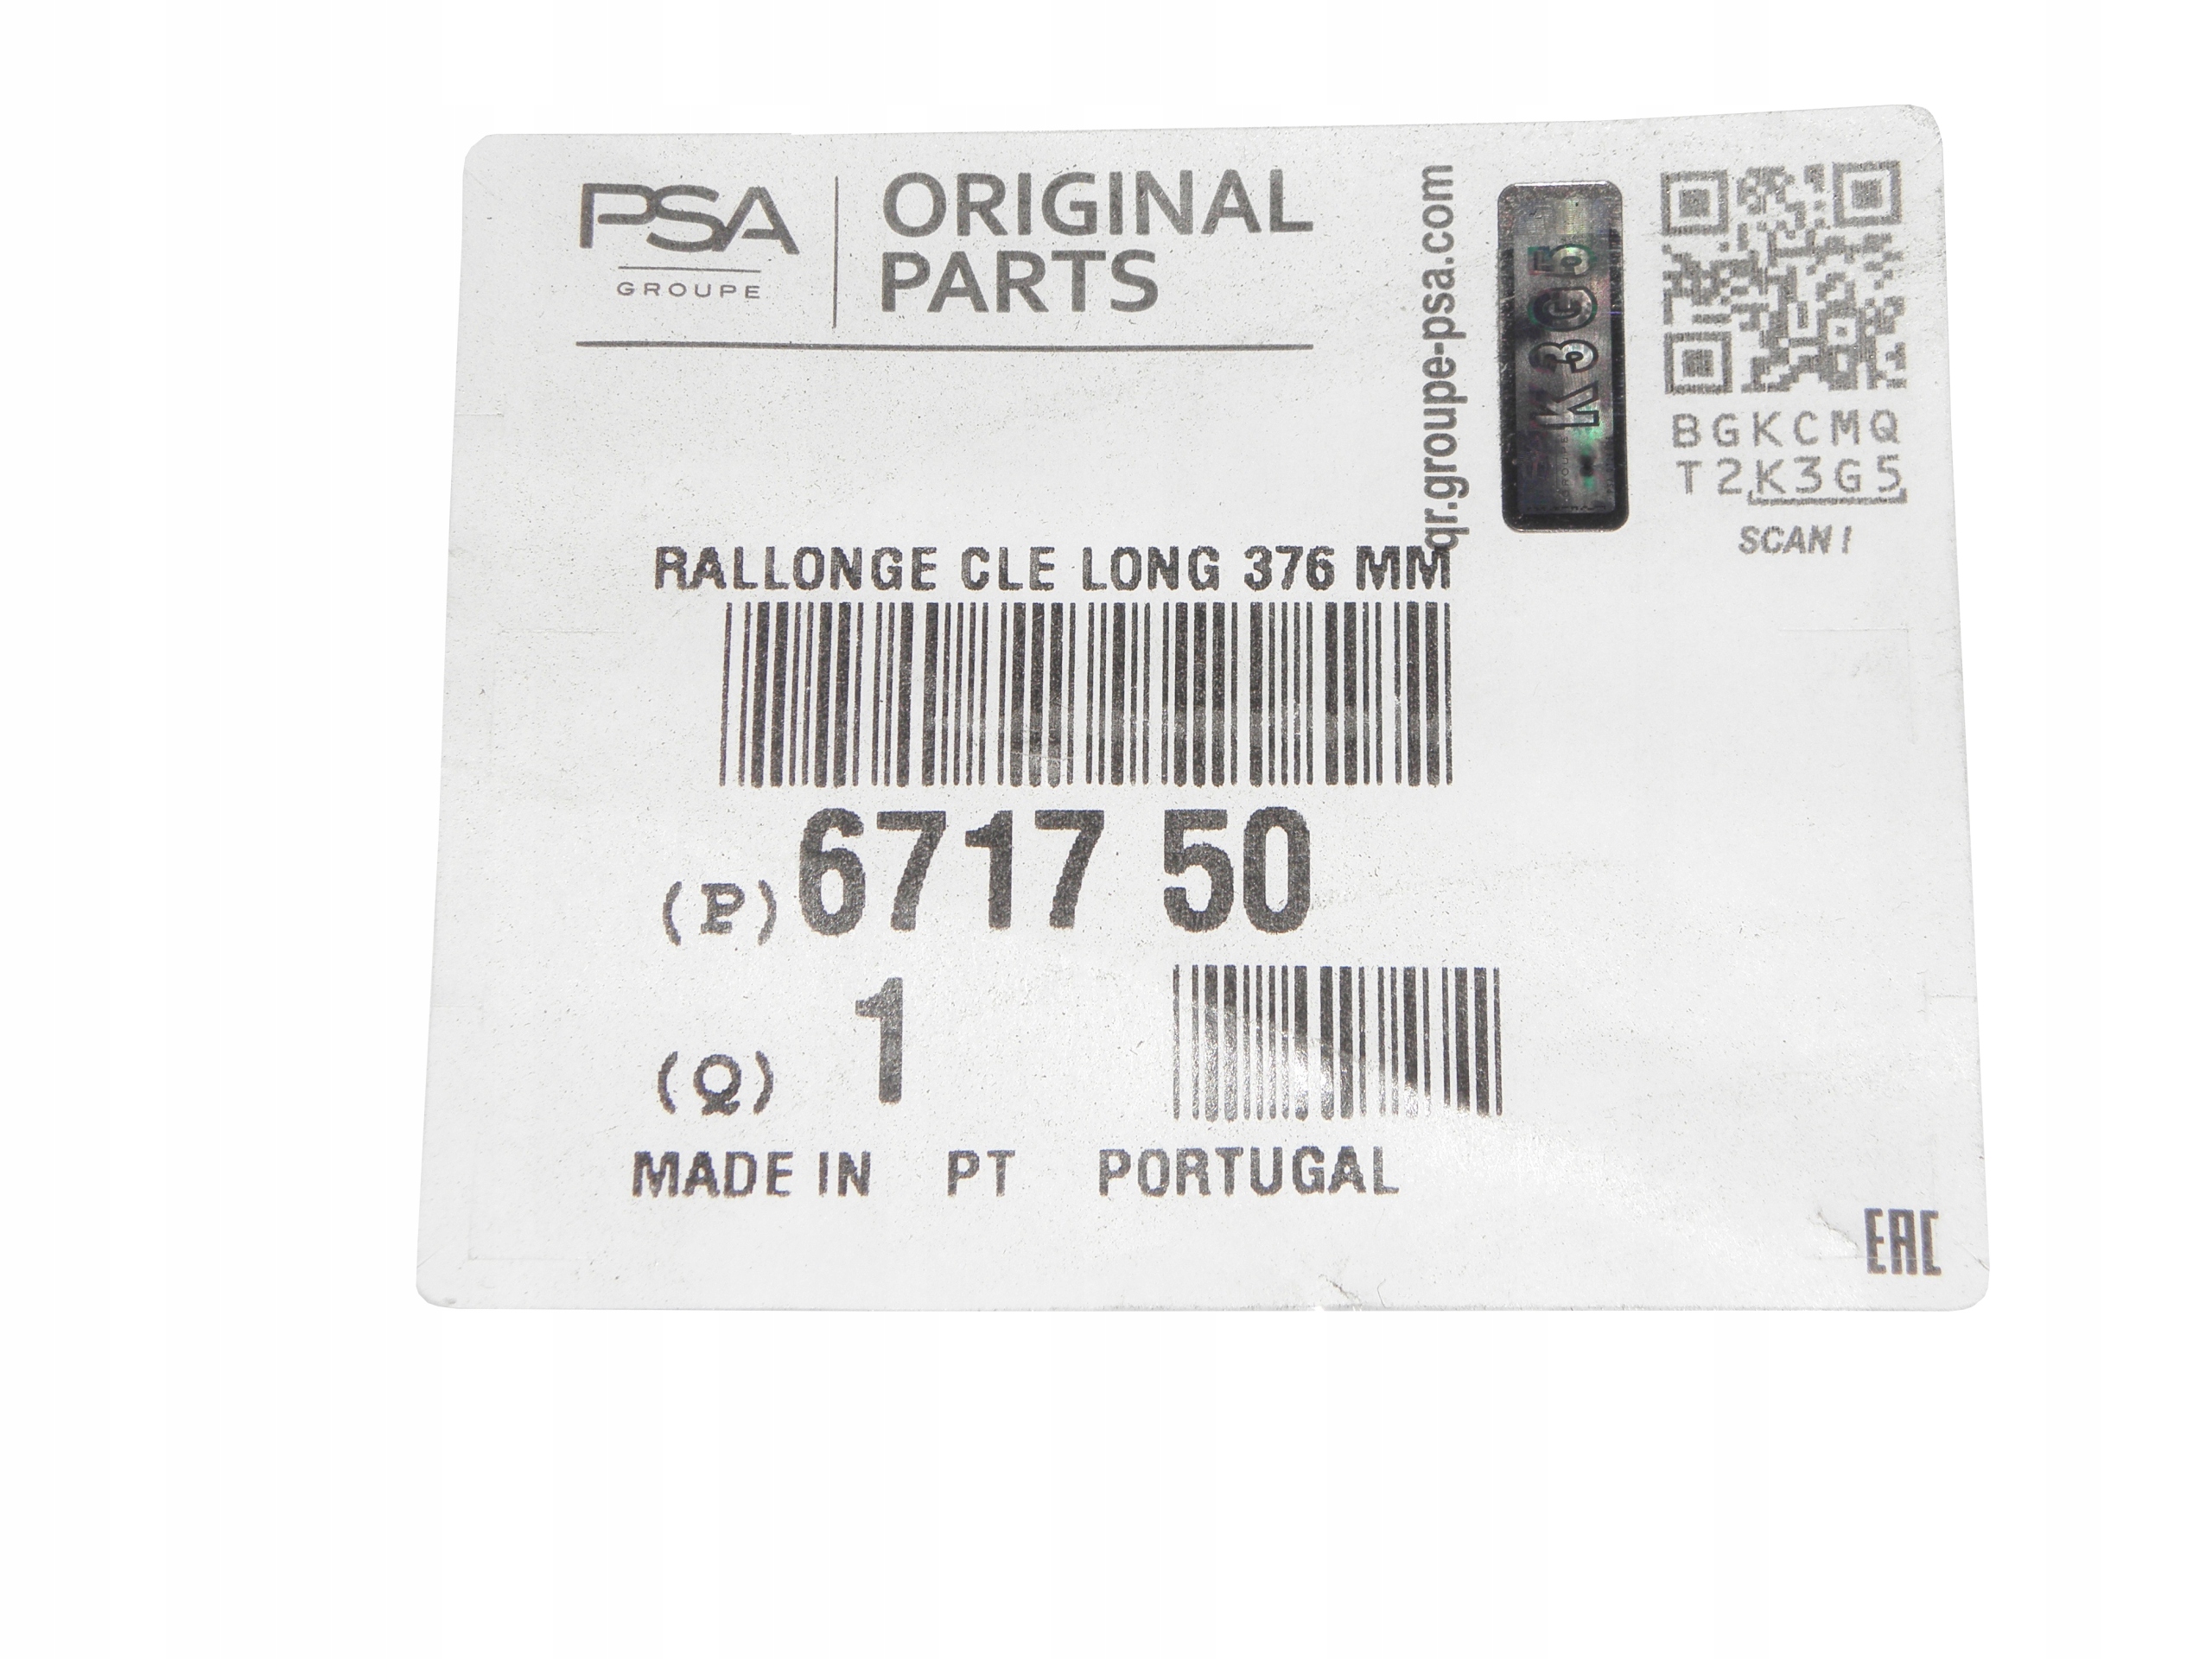 PSA
GROUPE
ORIGINAL
PARTS
qr.groupe-psa.com
K3G5
BGKCMQ
T2K3G5
SCAN !
RALLONGE CLE LONG 376 MM
(P) 6717 50
(Q) 1
MADE IN PT PORTUGAL
EAC